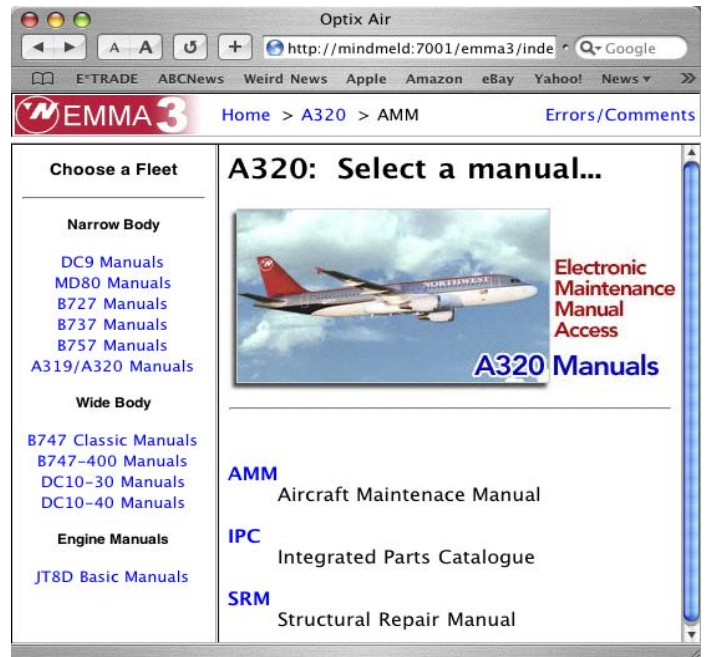 Optix Air
A A
http://mindmeld:7001/emma3/inde
Q Google
E*TRADE ABCNews Weird News Apple Amazon eBay Yahoo! News
EMMA 3
Home > A320 > AMM
Errors/Comments
Choose a Fleet
Narrow Body
DC9 Manuals
MD80 Manuals
B727 Manuals
B737 Manuals
B757 Manuals
A319/A320 Manuals
Wide Body
B747 Classic Manuals
B747-400 Manuals
DC10-30 Manuals
DC10-40 Manuals
Engine Manuals
JT8D Basic Manuals
A320: Select a manual...
NORTHWEST
Electronic
Maintenance
Manual
Access
A320 Manuals
AMM
Aircraft Maintenace Manual
IPC
Integrated Parts Catalogue
SRM
Structural Repair Manual